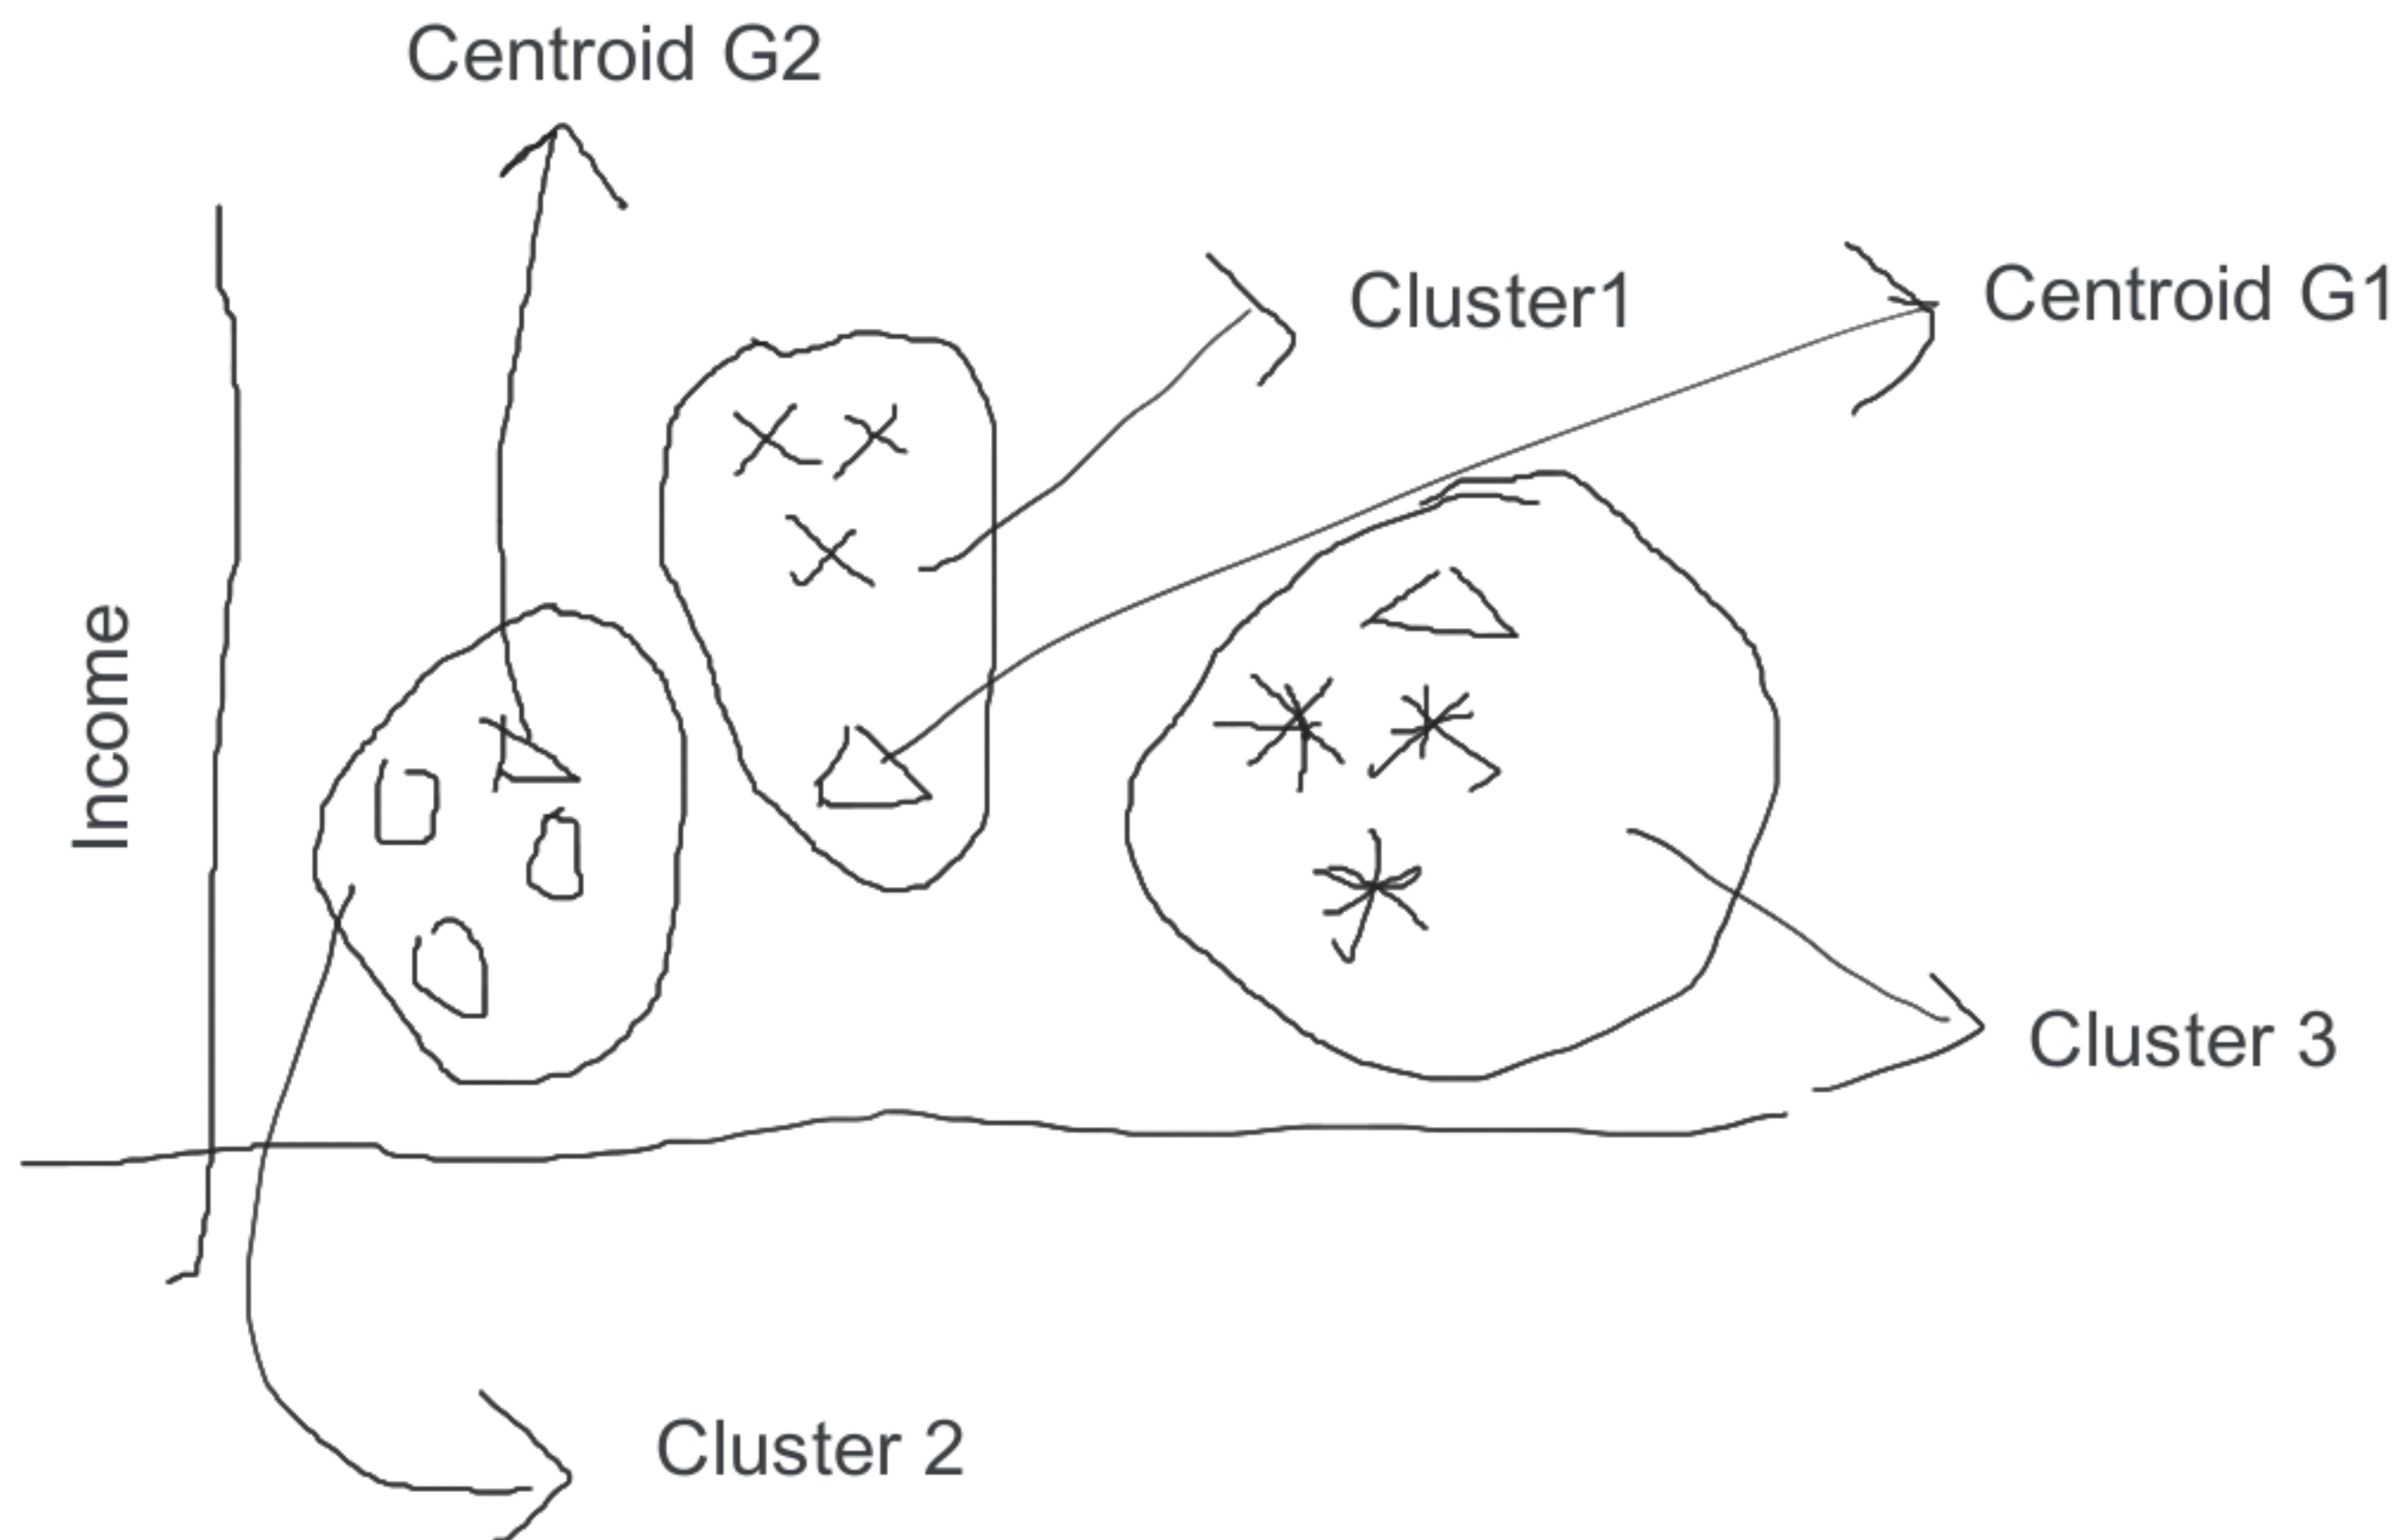 Centroid G2
Cluster1
Centroid G1
Income
Cluster 3
Cluster 2